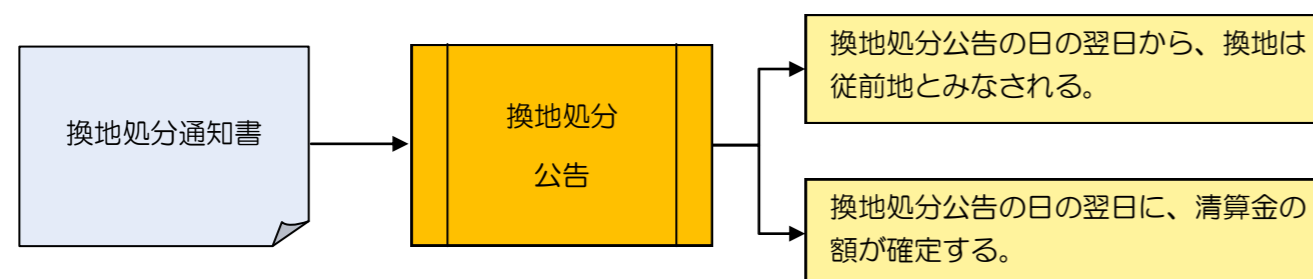 換地処分通知書
換地処分
公告
換地処分公告の日の翌日から、換地は
従前地とみなされる。
換地処分公告の日の翌日に、清算金の
額が確定する。